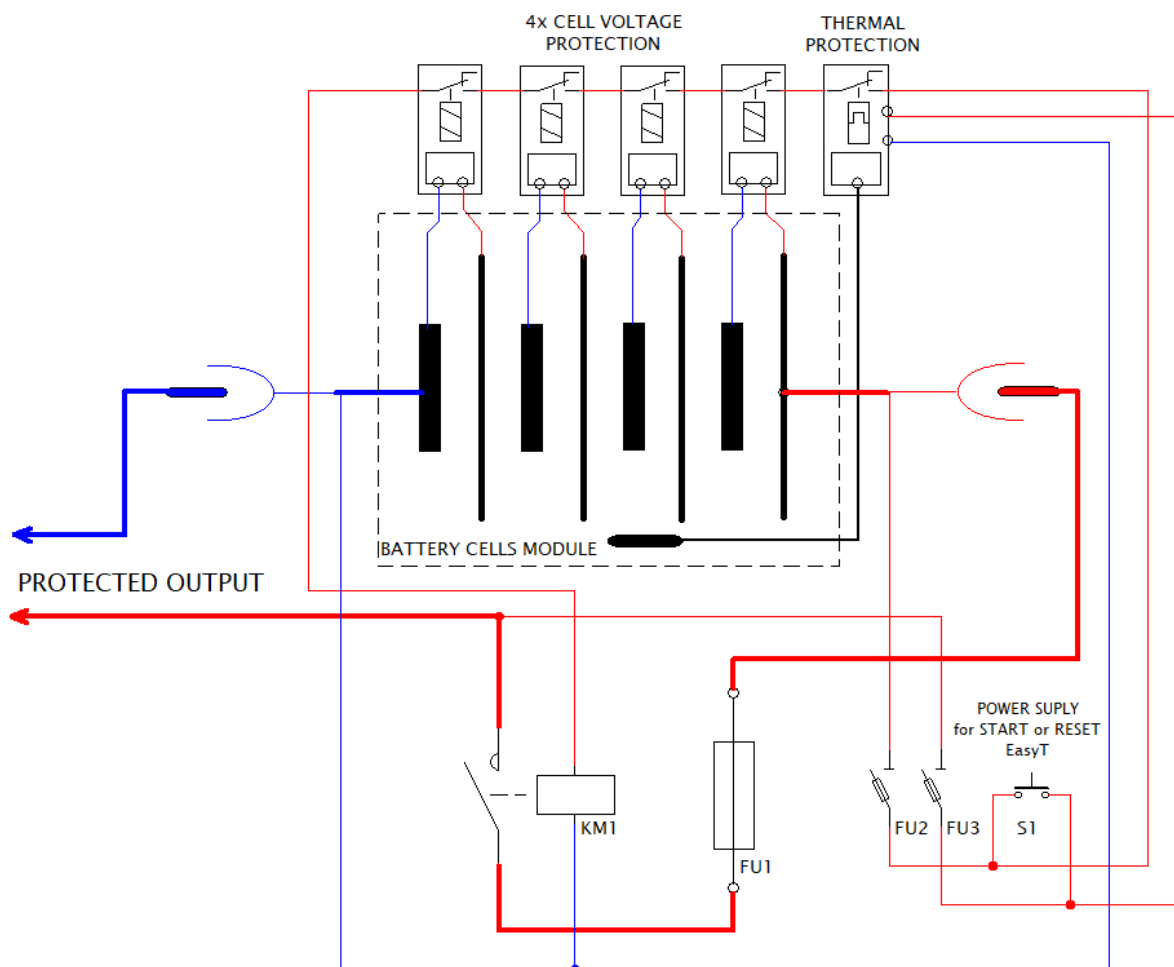 4x CELL VOLTAGE
PROTECTION
THERMAL
PROTECTION
BATTERY CELLS MODULE
PROTECTED OUTPUT
POWER SUPLY
for START or RESET
EasyT
KM1
FU1
FU2
FU3
S1